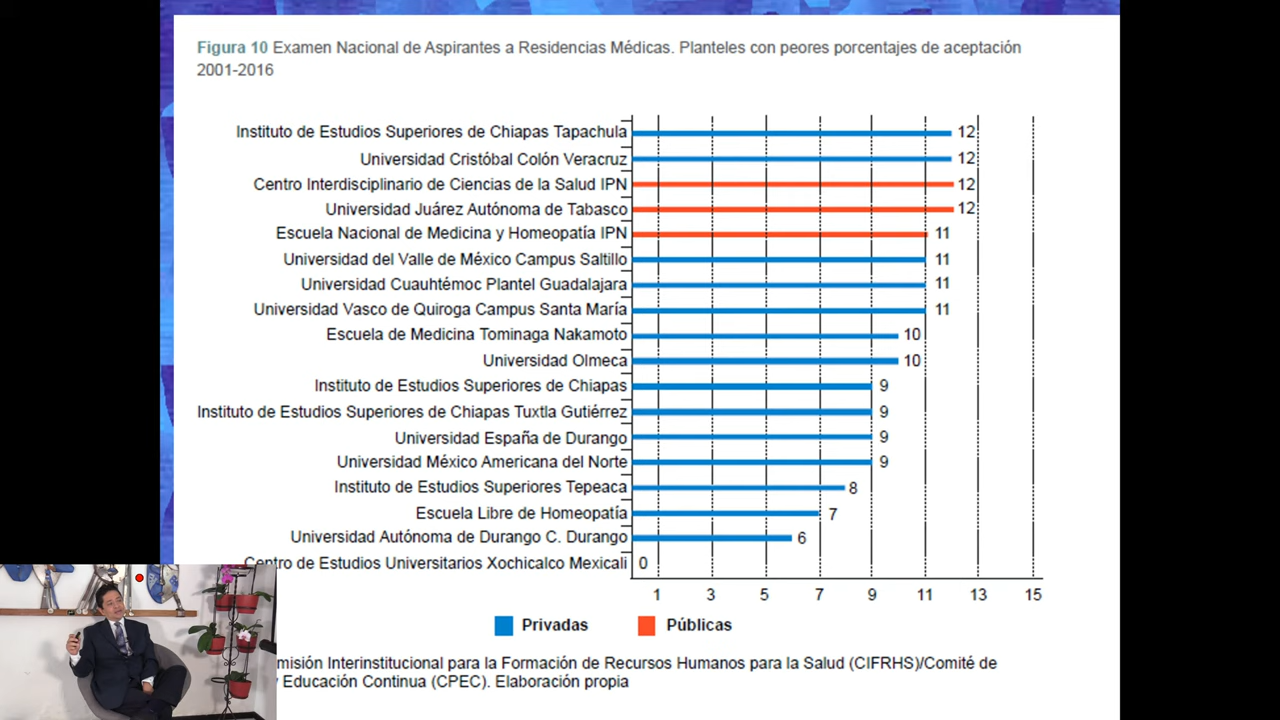 Figura 10 Examen Nacional de Aspirantes a Residencias Médicas. Planteles con peores porcentajes de aceptación
2001-2016
Instituto de Estudios Superiores de Chiapas Tapachula 12
Universidad Cristóbal Colón Veracruz 12
Centro Interdisciplinario de Ciencias de la Salud IPN 12
Universidad Juárez Autónoma de Tabasco 12
Escuela Nacional de Medicina y Homeopatía IPN 11
Universidad del Valle de México Campus Saltillo 11
Universidad Cuauhtémoc Plantel Guadalajara 11
Universidad Vasco de Quiroga Campus Santa María 11
Escuela de Medicina Tominaga Nakamoto 10
Universidad Olmeca 10
Instituto de Estudios Superiores de Chiapas 9
Instituto de Estudios Superiores de Chiapas Tuxtla Gutiérrez 9
Universidad España de Durango 9
Universidad México Americana del Norte 9
Instituto de Estudios Superiores Tepeaca 8
Escuela Libre de Homeopatía 7
Universidad Autónoma de Durango C. Durango 6
Centro de Estudios Universitarios Xochicalco Mexicali 0
1 3 5 7 9 11 13 15
Privadas Públicas
misión Interinstitucional para la Formación de Recursos Humanos para la Salud (CIFRHS)/Comité de
y Educación Continua (CPEC). Elaboración propia